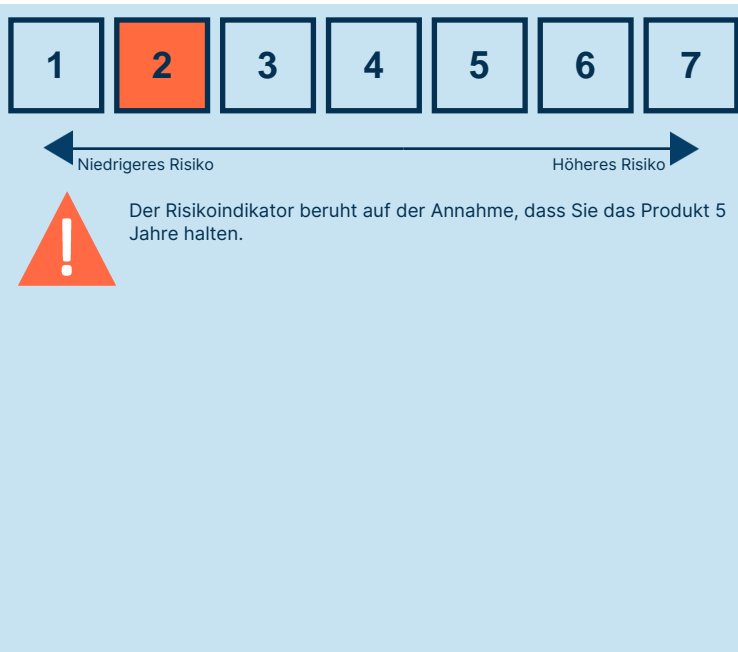 1 2 3 4 5 6 7
Niedrigeres Risiko Höheres Risiko
!
Der Risikoindikator beruht auf der Annahme, dass Sie das Produkt 5
Jahre halten.